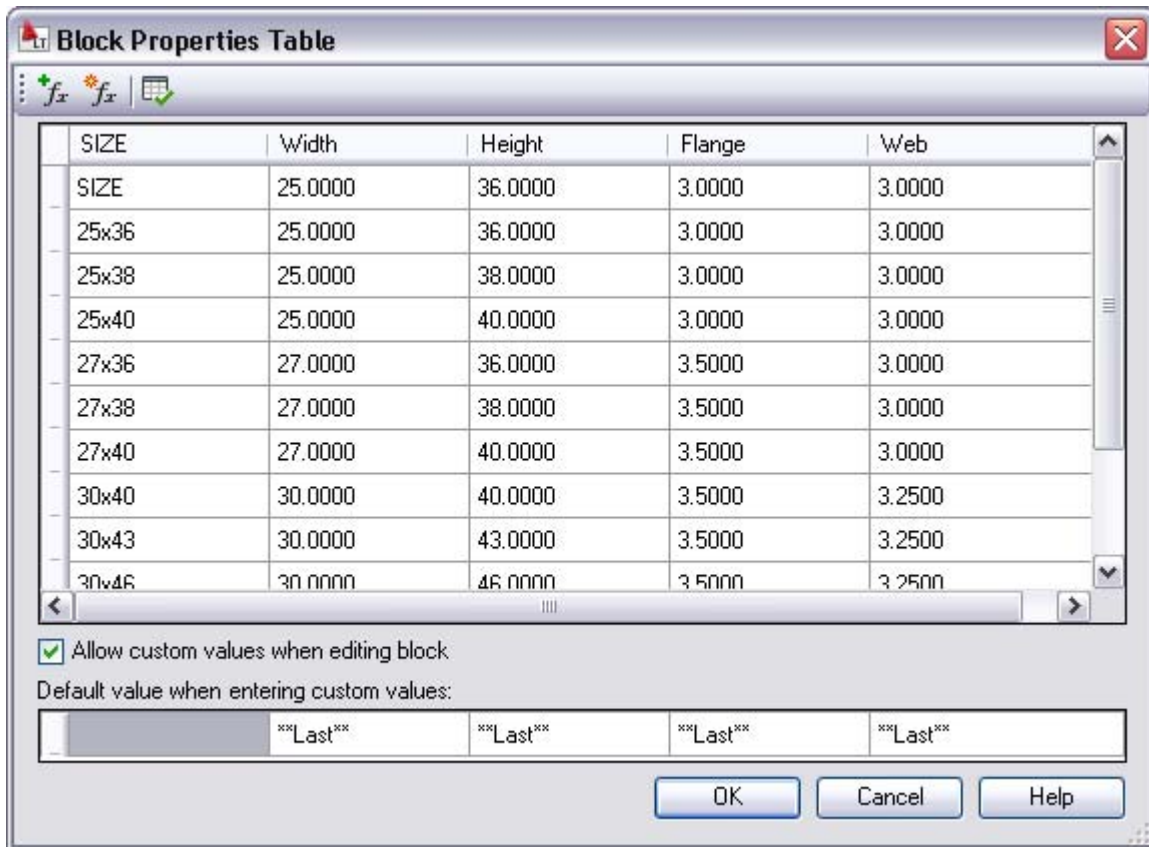 LT Block Properties Table
fx fx
SIZE Width Height Flange Web
SIZE 25.0000 36.0000 3.0000 3.0000
25x36 25.0000 36.0000 3.0000 3.0000
25x38 25.0000 38.0000 3.0000 3.0000
25x40 25.0000 40.0000 3.0000 3.0000
27x36 27.0000 36.0000 3.5000 3.0000
27x38 27.0000 38.0000 3.5000 3.0000
27x40 27.0000 40.0000 3.5000 3.0000
30x40 30.0000 40.0000 3.5000 3.2500
30x43 30.0000 43.0000 3.5000 3.2500
30x46 30.0000 46.0000 3.5000 3.2500
Allow custom values when editing block
Default value when entering custom values:
**Last** **Last** **Last** **Last**
OK Cancel Help